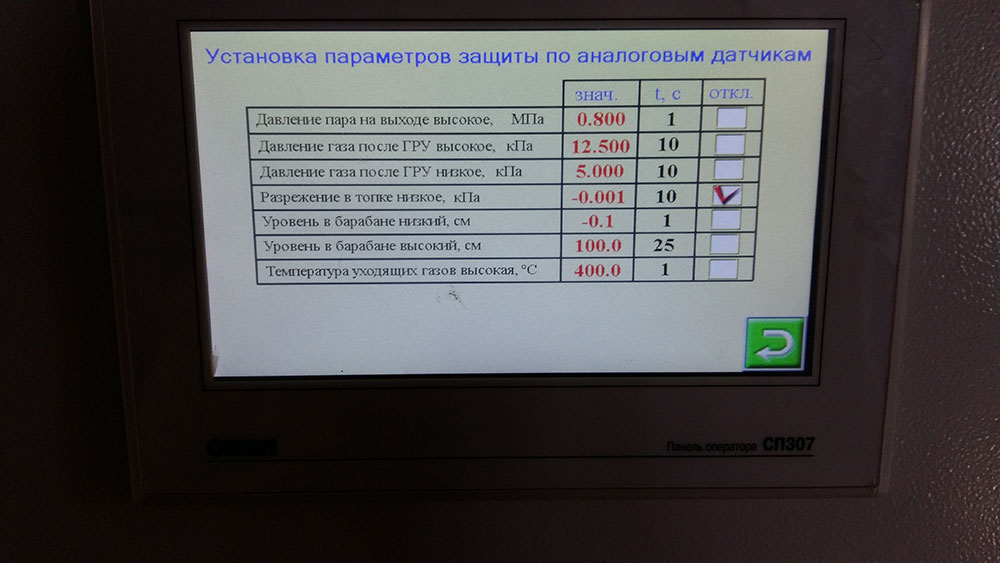 Установка параметров защиты по аналоговым датчикам
знач. t, с откл.
Давление пара на выходе высокое, МПа 0.800 1
Давление газа после ГРУ высокое, кПа 12.500 10
Давление газа после ГРУ низкое, кПа 5.000 10
Разрежение в топке низкое, кПа -0.001 10
Уровень в барабане низкий, см -0.1 1
Уровень в барабане высокий, см 100.0 25
Температура уходящих газов высокая, °С 400.0 1
Панель оператора СП307